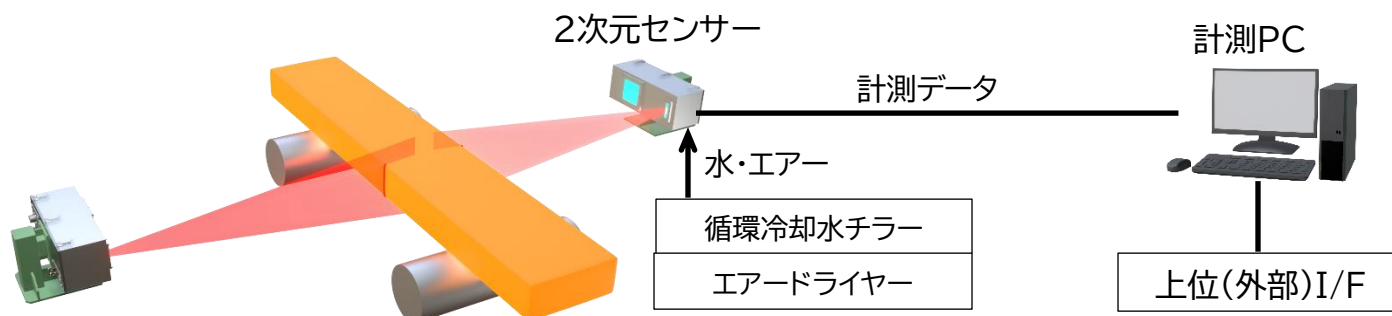 2次元センサー
計測PC
計測データ
水・エアー
循環冷却水チラー
エアードライヤー
上位(外部)I/F